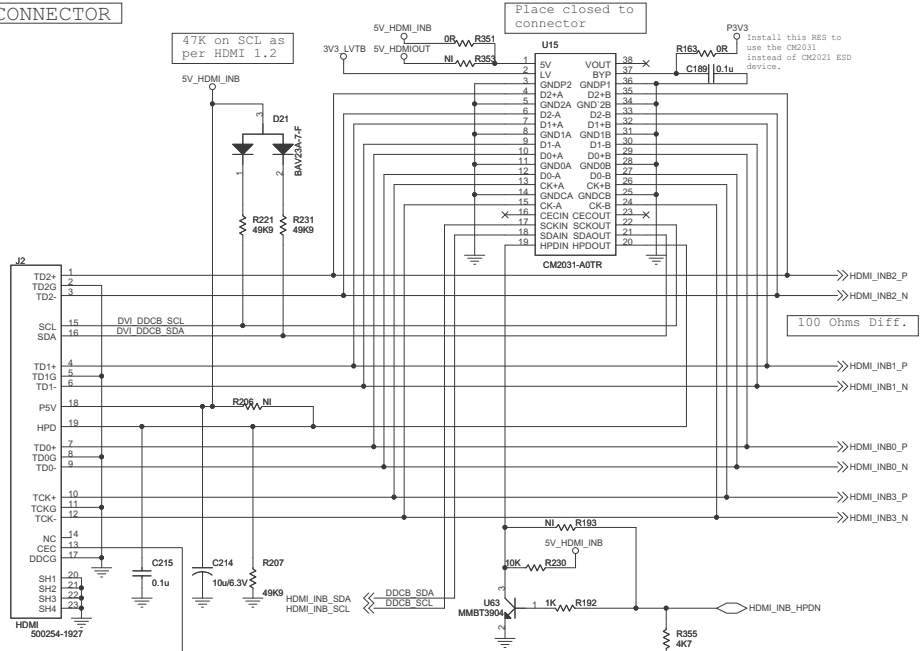 CONNECTOR
Place closed to
connector
47K on SCL as
per HDMI 1.2
5V_HDMI_INB
3V3_LVTB 5V_HDMIOUT
0R R351
NI R353
U15
P3V3
R163 0R
C189 0.1u
Install this RES to
use the CM2031
instead of CM2021 ESD
device.
1 5V VOUT 38
2 LV BYP 37
3 GNDP2 GNDP1 36
4 D2+A D2+B 35
5 GND2A GND`2B 34
6 D2-A D2-B 33
7 D1+A D1+B 32
8 GND1A GND1B 31
9 D1-A D1-B 30
10 D0+A D0+B 29
11 GND0A GND0B 28
12 D0-A D0-B 27
13 CK+A CK+B 26
14 GNDCA GNDCB 25
15 CK-A CK-B 24
16 CECIN CECOUT 23
17 SCKIN SCKOUT 22
18 SDAIN SDAOUT 21
19 HPDIN HPDOUT 20
CM2031-A0TR
5V_HDMI_INB
3
D21
BAV23A-7-F
1 2
R221
49K9
R231
49K9
J2
TD2+ 1
TD2G 2
TD2- 3
SCL 15 DVI_DDCB_SCL
SDA 16 DVI_DDCB_SDA
TD1+ 4
TD1G 5
TD1- 6
P5V 18
HPD 19
TD0+ 7
TD0G 8
TD0- 9
TCK+ 10
TCKG 11
TCK- 12
NC 14
CEC 13
DDCG 17
SH1 20
SH2 21
SH3 22
SH4 23
HDMI
500254-1927
R206 NI
C215
0.1u
C214
10u/6.3V
R207
49K9
HDMI_INB2_P
HDMI_INB2_N
100 Ohms Diff.
HDMI_INB1_P
HDMI_INB1_N
HDMI_INB0_P
HDMI_INB0_N
HDMI_INB3_P
HDMI_INB3_N
NI R193
5V_HDMI_INB
10K R230
HDMI_INB_SDA DDCB_SDA
HDMI_INB_SCL DDCB_SCL
3
U63
MMBT3904
1
2
1K R192
HDMI_INB_HPDN
R355
4K7